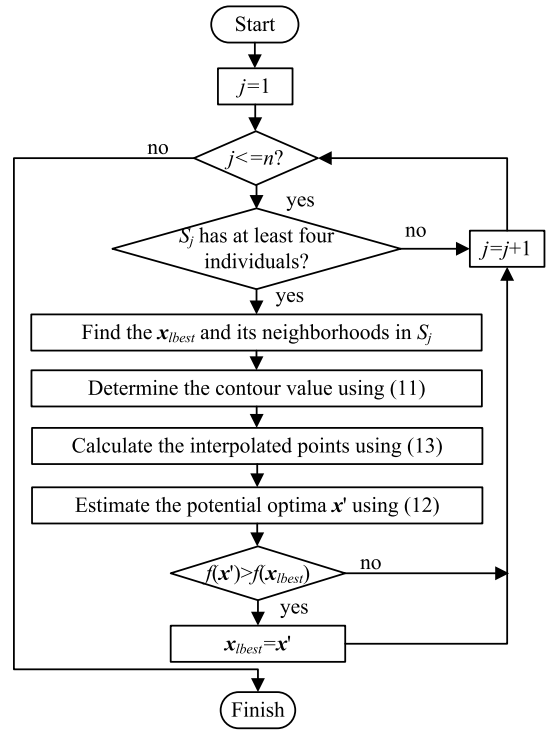 Start
j=1
no
j<=n?
yes
Sj has at least four
individuals?
no
j=j+1
yes
Find the xlbest and its neighborhoods in Sj
Determine the contour value using (11)
Calculate the interpolated points using (13)
Estimate the potential optima x' using (12)
f(x')>f(xlbest)
no
yes
xlbest=x'
Finish